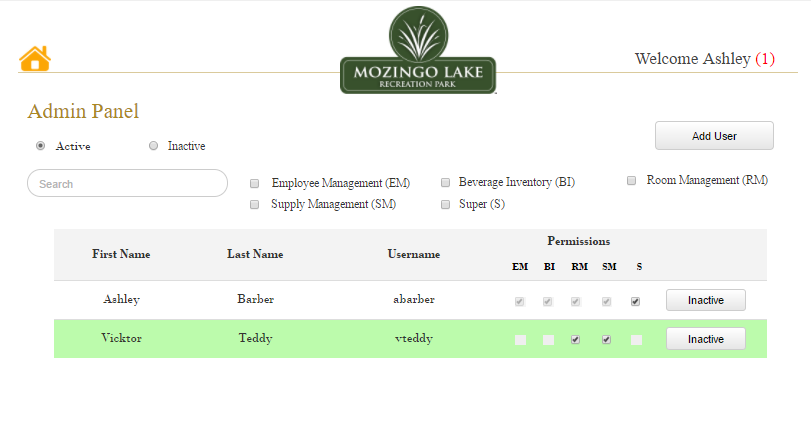 MOZINGO LAKE
RECREATION PARK
Welcome Ashley (1)
Admin Panel
Active Inactive
Add User
Search
Employee Management (EM) Beverage Inventory (BI) Room Management (RM)
Supply Management (SM) Super (S)
First Name Last Name Username Permissions
EM BI RM SM S
Ashley Barber abarber Inactive
Vicktor Teddy vteddy Inactive